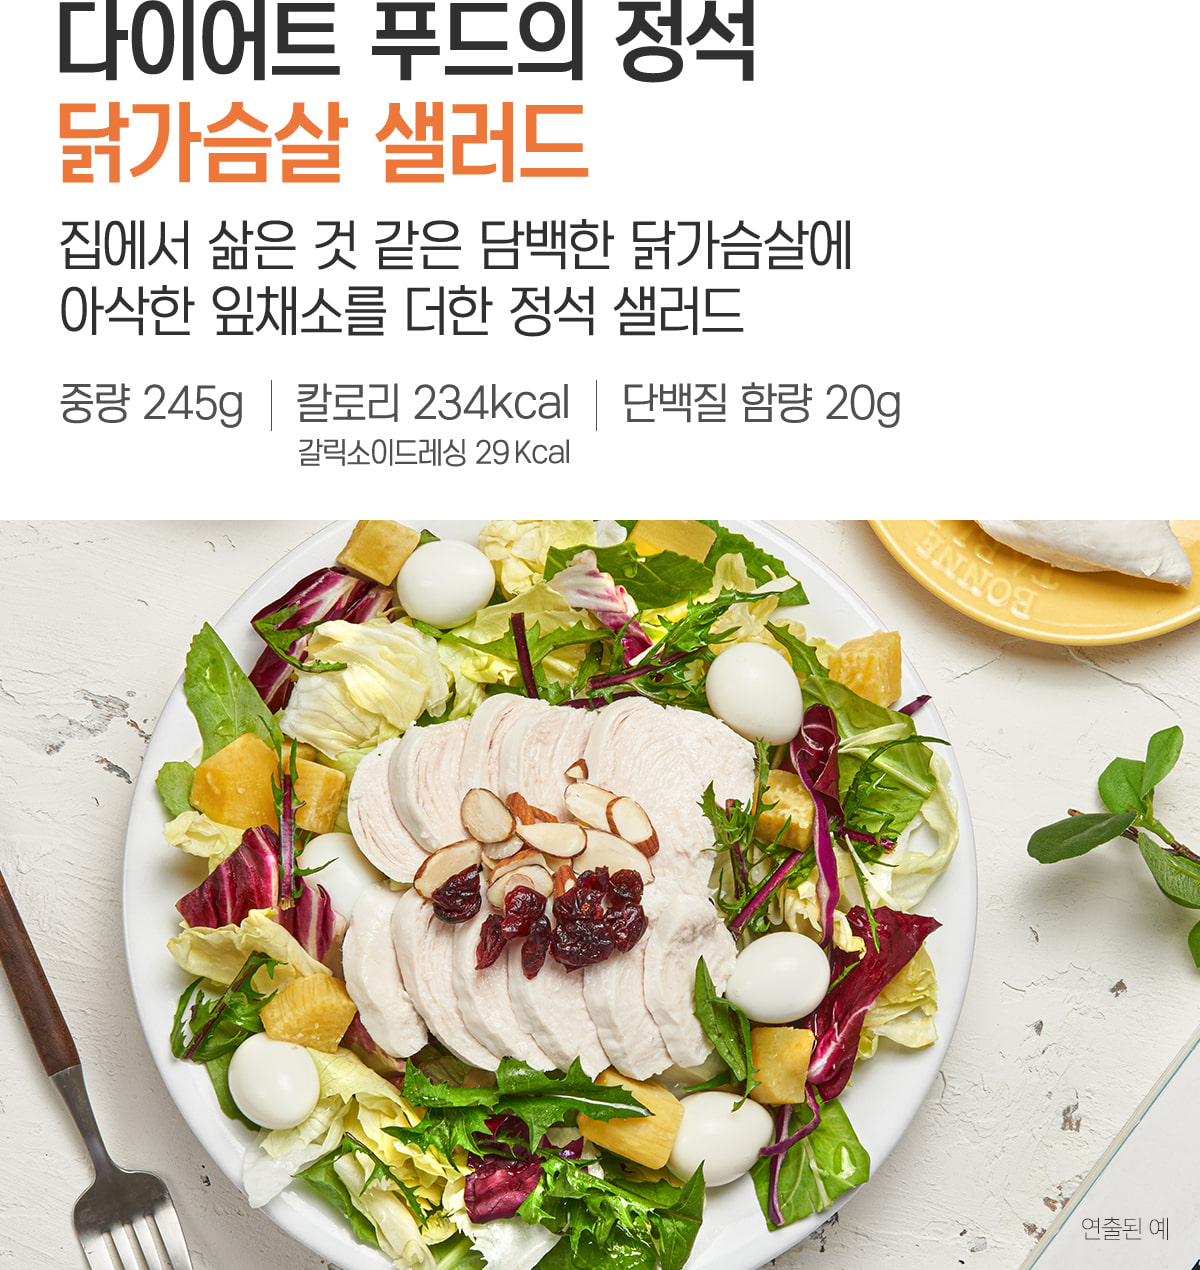 다이어트 푸드의 정석
닭가슴살 샐러드
집에서 삶은 것 같은 담백한 닭가슴살에
아삭한 잎채소를 더한 정석 샐러드
중량 245g | 칼로리 234kcal | 단백질 함량 20g
갈릭소이드레싱 29Kcal
BONNE
연출된 예